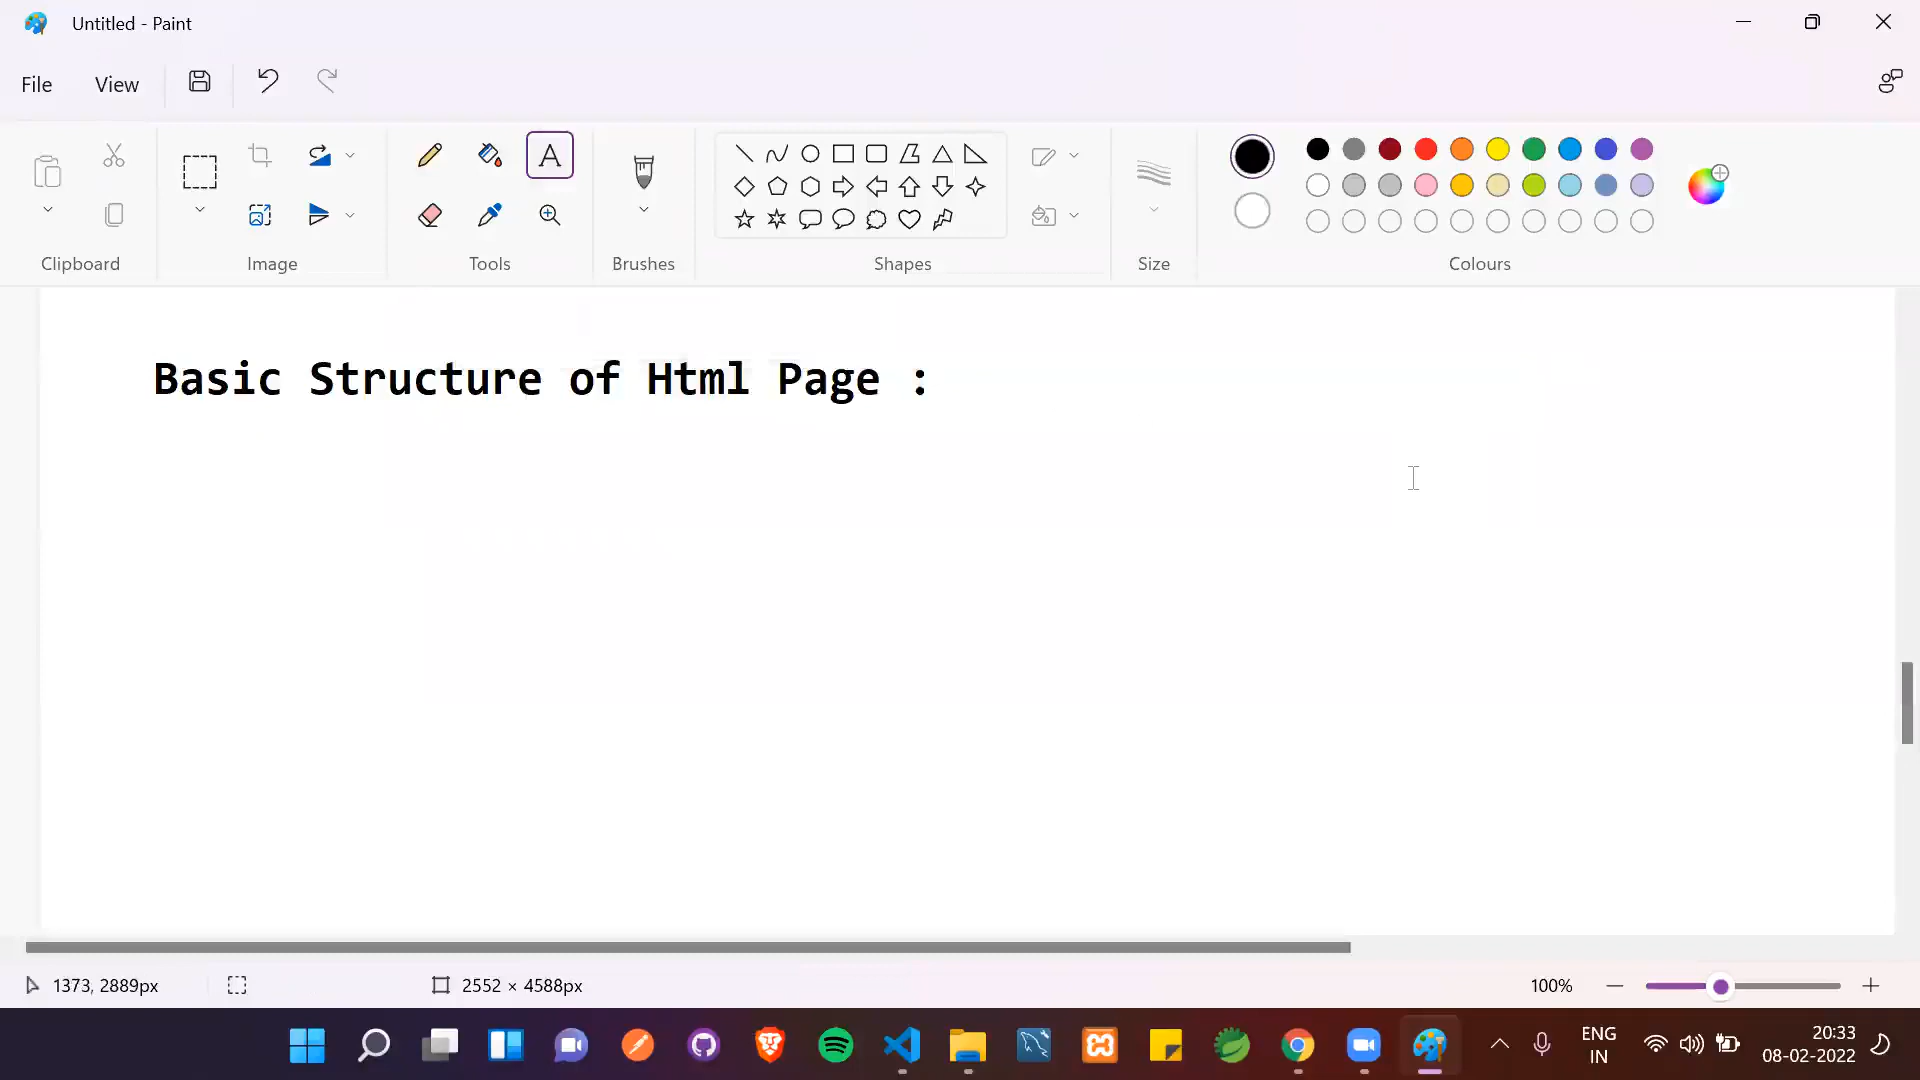 Untitled - Paint
File View
Clipboard
Image
Tools
Brushes
Shapes
Size
Colours
Basic Structure of Html Page :
1373, 2889px
2552 × 4588px
100%
ENG
IN
20:33
08-02-2022